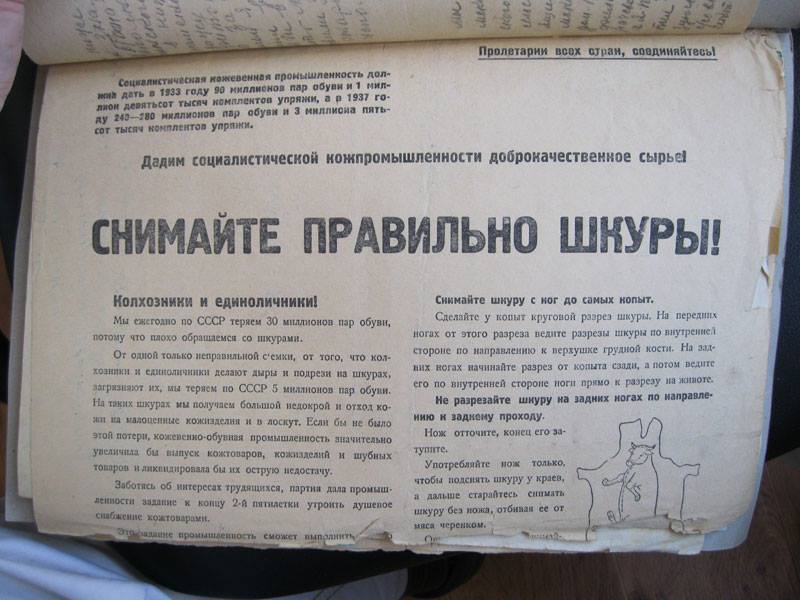 Пролетарии всех стран, соединяйтесь!
Социалистическая кожевенная промышленность дол-
жна дать в 1933 году 90 миллионов пар обуви и 1 мил-
лион девятьсот тысяч комплектов упряжи, а в 1937 го-
ду 240—280 миллионов пар обуви и 3 миллиона пять-
сот тысяч комплентов упряжи.
Дадим социалистической кожпромышленности доброкачественное сырье!
СНИМАЙТЕ ПРАВИЛЬНО ШКУРЫ!
Колхозники и единоличники!
Мы ежегодно по СССР теряем 30 миллионов пар обуви,
потому что плохо обращаемся со шкурами.
От одной только неправильной съемки, от того, что кол-
хозники и единоличники делают дыры и подрези на шкурах,
загрязняют их, мы теряем по СССР 5 миллионов пар обуви.
На таких шкурах мы получаем большой недокрой и отход ко-
жи на малоценные кожизделия и в лоскут. Если бы не было
этой потери, кожевенно-обувная промышленность значительно
увеличила бы выпуск кожтоваров, кожизделий и шубных
товаров и ликвидировала бы их острую недостачу.
Заботясь об интересах трудящихся, партия дала промыш-
ленности задание к концу 2-й пятилетки утроить душевое
снабжение кожтоварами.
Это задание промышленность сможет выполнить
Снимайте шкуру с ног до самых копыт.
Сделайте у копыт круговой разрез шкуры. На передних
ногах от этого разреза ведите разрезы шкуры по внутренней
стороне по направлению к верхушке грудной кости. На зад-
них ногах начинайте разрез от копыта сзади, а потом ведите
его по внутренней стороне ноги прямо к разрезу на животе.
Не разрезайте шкуру на задних ногах по направле-
нию к заднему проходу.
Нож отточите, конец его за-
тупите.
Употребляйте нож только,
чтобы подснять шкуру у краев,
а дальше старайтесь снимать
шкуру без ножа, отбивая ее от
мяса черенком.